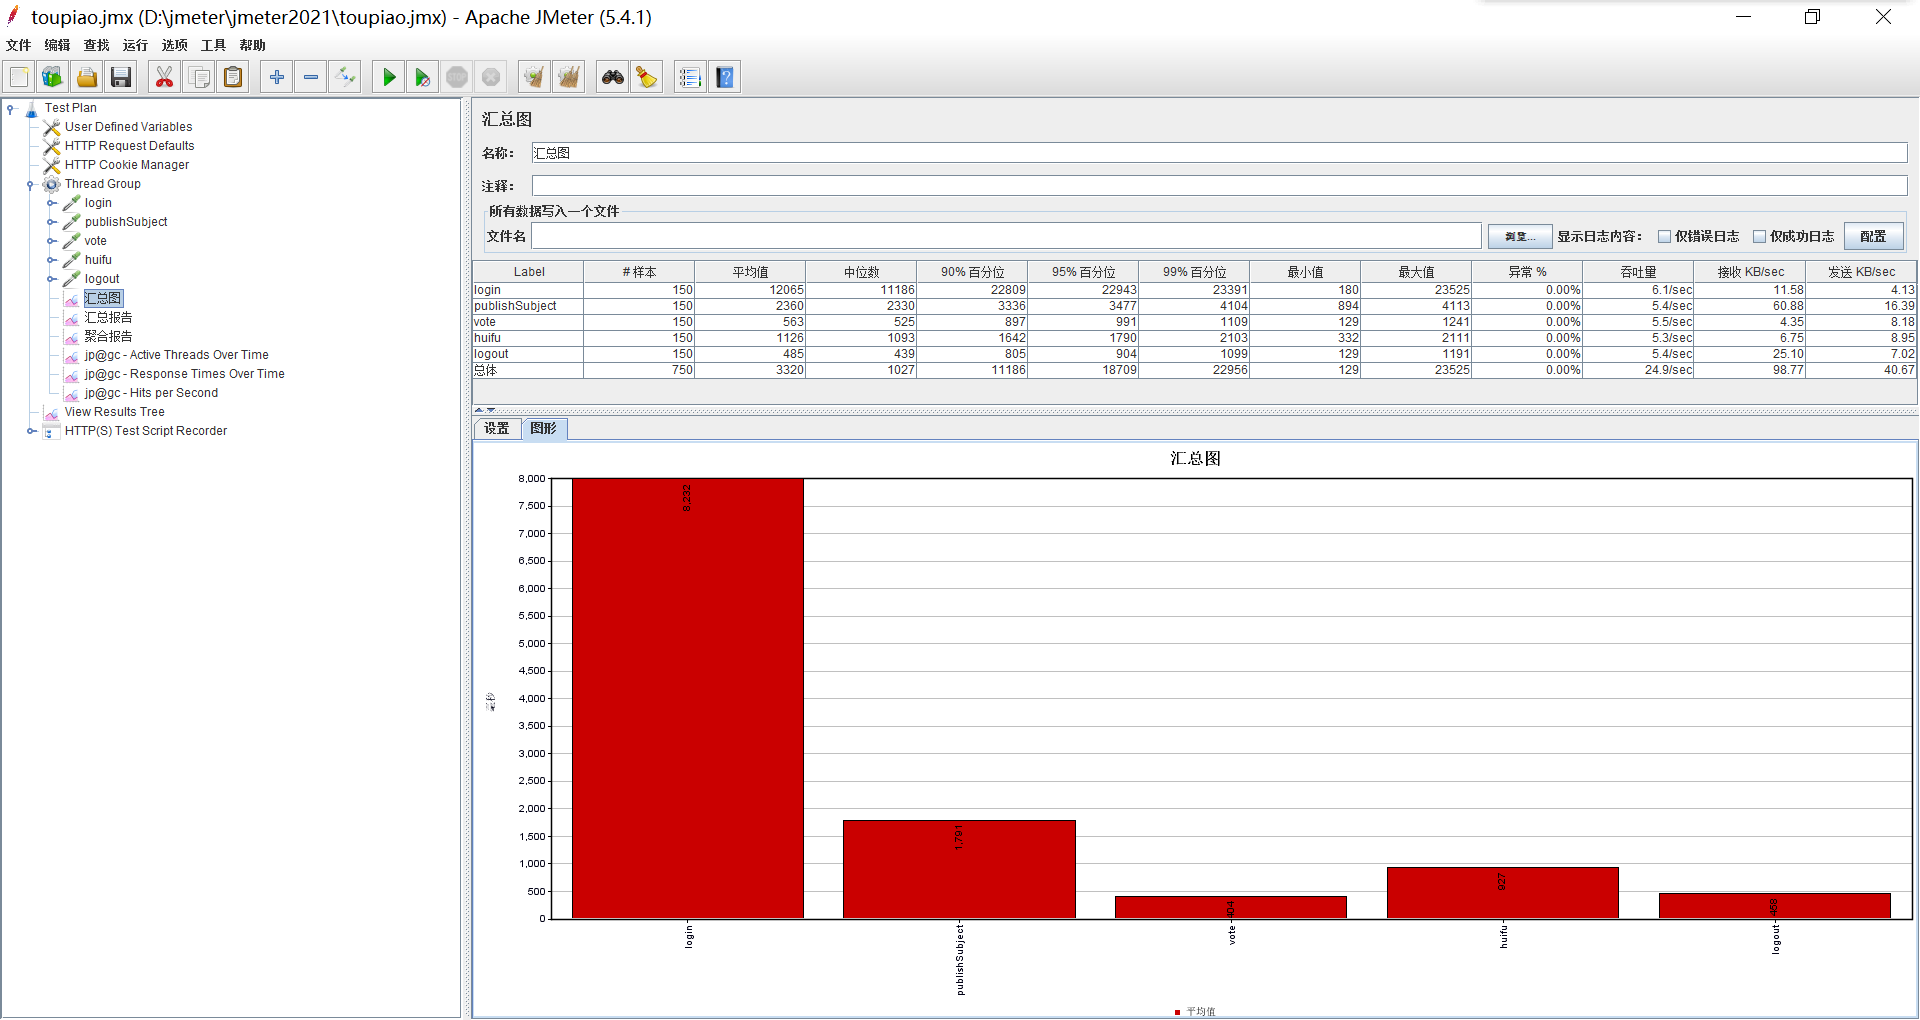 toupiao.jmx (D:\jmeter\jmeter2021\toupiao.jmx) - Apache JMeter (5.4.1)
文件 编辑 查找 运行 选项 工具 帮助
Test Plan
User Defined Variables
HTTP Request Defaults
HTTP Cookie Manager
Thread Group
login
publishSubject
vote
huifu
logout
汇总图
汇总报告
聚合报告
jp@gc - Active Threads Over Time
jp@gc - Response Times Over Time
jp@gc - Hits per Second
View Results Tree
HTTP(S) Test Script Recorder
汇总图
名称： 汇总图
注释：
所有数据写入一个文件
文件名 浏览... 显示日志内容： 仅错误日志 仅成功日志 配置
Label # 样本 平均值 中位数 90% 百分位 95% 百分位 99% 百分位 最小值 最大值 异常 % 吞吐量 接收 KB/sec 发送 KB/sec
login 150 12065 11186 22809 22943 23391 180 23525 0.00% 6.1/sec 11.58 4.13
publishSubject 150 2360 2330 3336 3477 4104 894 4113 0.00% 5.4/sec 60.88 16.39
vote 150 563 525 897 991 1109 129 1241 0.00% 5.5/sec 4.35 8.18
huifu 150 1126 1093 1642 1790 2103 332 2111 0.00% 5.3/sec 6.75 8.95
logout 150 485 439 805 904 1099 129 1191 0.00% 5.4/sec 25.10 7.02
总体 750 3320 1027 11186 18709 22956 129 23525 0.00% 24.9/sec 98.77 40.67
设置 图形
汇总图
8,000
7,500
7,000
6,500
6,000
5,500
5,000
4,500
4,000
3,500
3,000
2,500
2,000
1,500
1,000
500
0
8,232
1,791
404
927
login
publishSubject
vote
huifu
logout
平均值